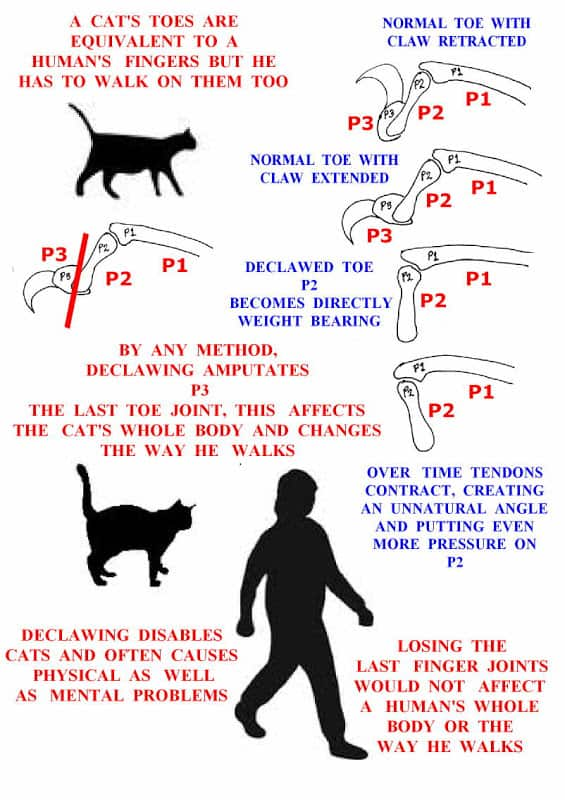 A CAT'S TOES ARE
EQUIVALENT TO A
HUMAN'S FINGERS BUT HE
HAS TO WALK ON THEM TOO
NORMAL TOE WITH
CLAW RETRACTED
P1
P2
P3
P3
P2
P1
NORMAL TOE WITH
CLAW EXTENDED
P1
P2
P3
P1
P2
P3
P3
P2
P1
P3
P2
P1
DECLAWED TOE
P2
BECOMES DIRECTLY
WEIGHT BEARING
P1
P2
P1
P2
BY ANY METHOD,
DECLAWING AMPUTATES
P3
THE LAST TOE JOINT, THIS AFFECTS
THE CAT'S WHOLE BODY AND CHANGES
THE WAY HE WALKS
P1
P2
P1
P2
OVER TIME TENDONS
CONTRACT, CREATING
AN UNNATURAL ANGLE
AND PUTTING EVEN
MORE PRESSURE ON
P2
DECLAWING DISABLES
CATS AND OFTEN CAUSES
PHYSICAL AS WELL
AS MENTAL PROBLEMS
LOSING THE
LAST FINGER JOINTS
WOULD NOT AFFECT
A HUMAN'S WHOLE
BODY OR THE
WAY HE WALKS